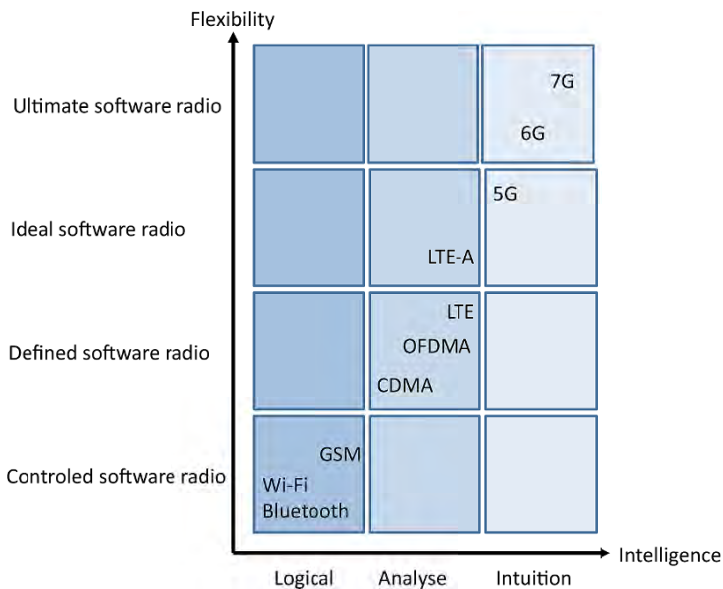 Flexibility
Ultimate software radio
7G
6G
Ideal software radio
5G
LTE-A
Defined software radio
LTE
OFDMA
CDMA
Controled software radio
GSM
Wi-Fi
Bluetooth
Intelligence
Logical
Analyse
Intuition